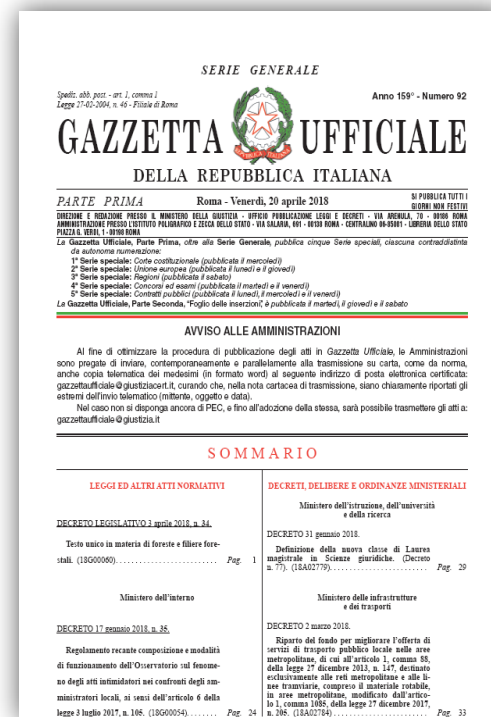 SERIE GENERALE
Spediz. abb. post. - art. 1, comma 1
Legge 27-02-2004, n. 46 - Filiale di Roma
Anno 159° - Numero 92
GAZZETTA UFFICIALE
DELLA REPUBBLICA ITALIANA
PARTE PRIMA
Roma - Venerdì, 20 aprile 2018
SI PUBBLICA TUTTI I
GIORNI NON FESTIVI
DIREZIONE E REDAZIONE PRESSO IL MINISTERO DELLA GIUSTIZIA - UFFICIO PUBBLICAZIONE LEGGI E DECRETI - VIA ARENULA, 70 - 00186 ROMA
AMMINISTRAZIONE PRESSO L'ISTITUTO POLIGRAFICO E ZECCA DELLO STATO - VIA SALARIA, 691 - 00138 ROMA - CENTRALINO 06-85081 - LIBRERIA DELLO STATO
PIAZZA G. VERDI, 1 - 00198 ROMA
La Gazzetta Ufficiale, Parte Prima, oltre alla Serie Generale, pubblica cinque Serie speciali, ciascuna contraddistinta
da autonoma numerazione:
1ª Serie speciale: Corte costituzionale (pubblicata il mercoledì)
2ª Serie speciale: Unione europea (pubblicata il lunedì e il giovedì)
3ª Serie speciale: Regioni (pubblicata il sabato)
4ª Serie speciale: Concorsi ed esami (pubblicata il martedì e il venerdì)
5ª Serie speciale: Contratti pubblici (pubblicata il lunedì, il mercoledì e il venerdì)
La Gazzetta Ufficiale, Parte Seconda, "Foglio delle inserzioni", è pubblicata il martedì, il giovedì e il sabato
AVVISO ALLE AMMINISTRAZIONI
Al fine di ottimizzare la procedura di pubblicazione degli atti in Gazzetta Ufficiale, le Amministrazioni
sono pregate di inviare, contemporaneamente e parallelamente alla trasmissione su carta, come da norma,
anche copia telematica dei medesimi (in formato word) al seguente indirizzo di posta elettronica certificata:
gazzettaufficiale@giustiziacert.it, curando che, nella nota cartacea di trasmissione, siano chiaramente riportati gli
estremi dell'invio telematico (mittente, oggetto e data).
Nel caso non si disponga ancora di PEC, e fino all'adozione della stessa, sarà possibile trasmettere gli atti a:
gazzettaufficiale@giustizia.it
SOMMARIO
LEGGI ED ALTRI ATTI NORMATIVI
DECRETO LEGISLATIVO 3 aprile 2018, n. 34.
Testo unico in materia di foreste e filiere fore-
stali. (18G00060)........................ Pag. 1
Ministero dell'interno
DECRETO 17 gennaio 2018, n. 35.
Regolamento recante composizione e modalità
di funzionamento dell'Osservatorio sul fenome-
no degli atti intimidatori nei confronti degli am-
ministratori locali, ai sensi dell'articolo 6 della
legge 3 luglio 2017, n. 105. (18G00054)....... Pag. 24
DECRETI, DELIBERE E ORDINANZE MINISTERIALI
Ministero dell'istruzione, dell'università
e della ricerca
DECRETO 31 gennaio 2018.
Definizione della nuova classe di Laurea
magistrale in Scienze giuridiche. (Decreto
n. 77). (18A02779)....................... Pag. 29
Ministero delle infrastrutture
e dei trasporti
DECRETO 2 marzo 2018.
Riparto del fondo per migliorare l'offerta di
servizi di trasporto pubblico locale nelle aree
metropolitane, di cui all'articolo 1, comma 88,
della legge 27 dicembre 2013, n. 147, destinato
esclusivamente alle reti metropolitane e alle li-
nee tramviarie, compreso il materiale rotabile,
in aree metropolitane, modificato dall'artico-
lo 1, comma 1085, della legge 27 dicembre 2017,
n. 205. (18A02784)....................... Pag. 33